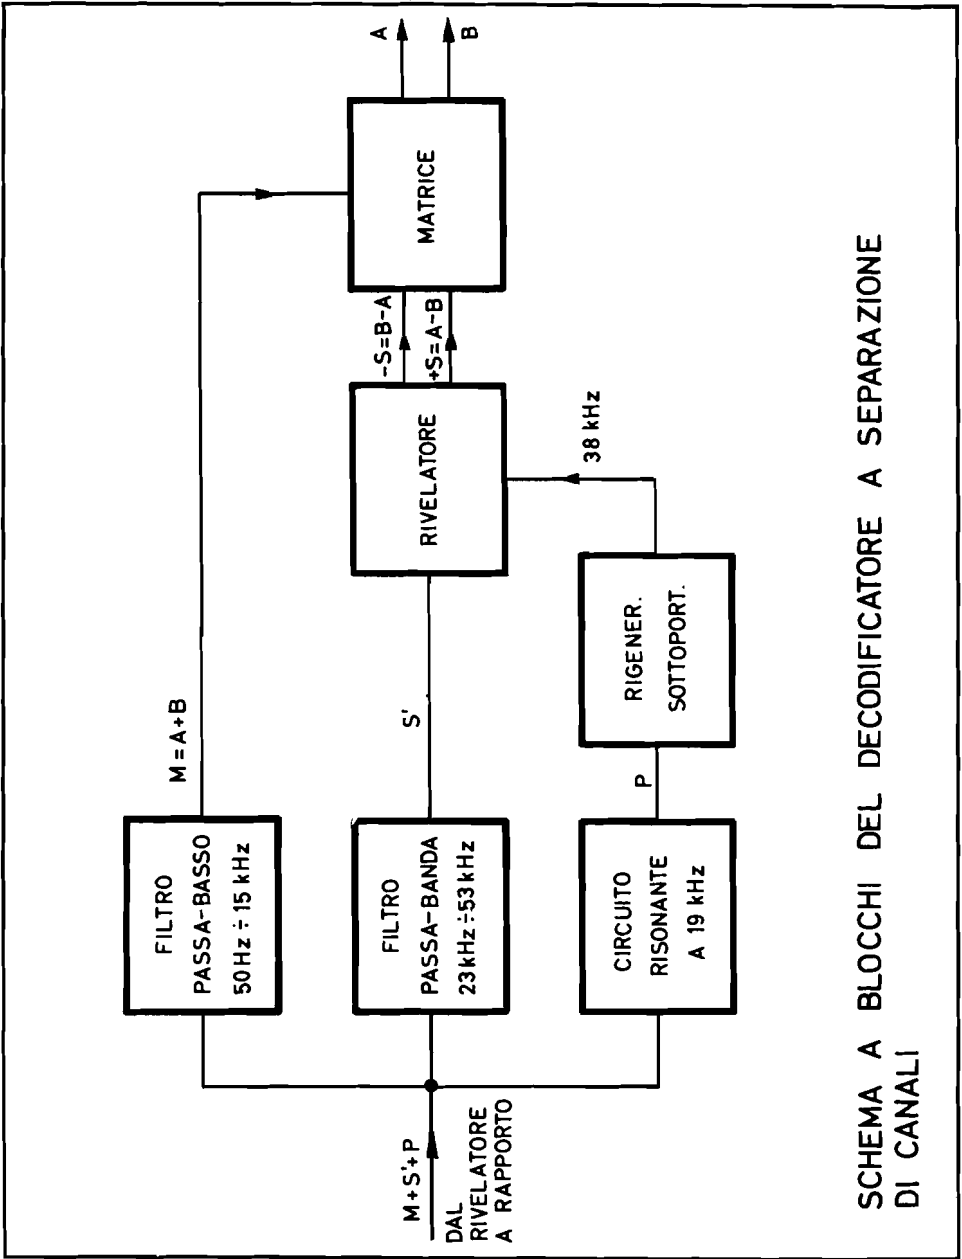 M+S'+P
DAL
RIVELATORE
A RAPPORTO
FILTRO
PASSA-BASSO
50 Hz ÷ 15 kHz
M = A+B
FILTRO
PASSA-BANDA
23 kHz ÷ 53 kHz
S'
CIRCUITO
RISONANTE
A 19 kHz
P
RIGENER.
SOTTOPORT.
38 kHz
RIVELATORE
-S=B-A
+S=A-B
MATRICE
A
B
SCHEMA A BLOCCHI DEL DECODIFICATORE A SEPARAZIONE
DI CANALI